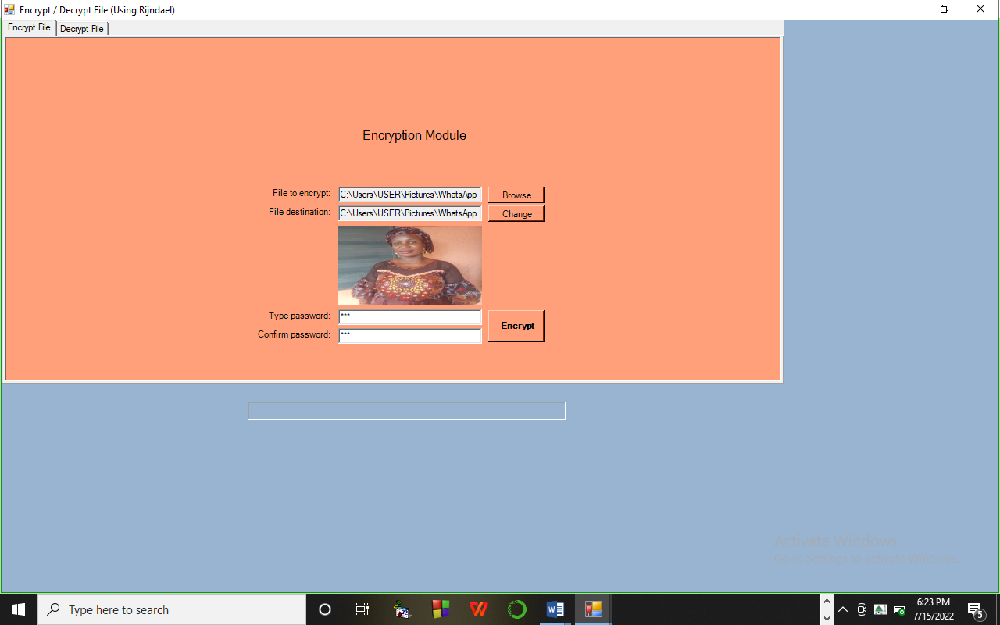 Encrypt / Decrypt File (Using Rijndael)
Encrypt File Decrypt File
Encryption Module
File to encrypt: C:\Users\USER\Pictures\WhatsApp Browse
File destination: C:\Users\USER\Pictures\WhatsApp Change
Type password: ***
Confirm password: ***
Encrypt
Activate Windows
Go to Settings to activate Windows.
Type here to search
6:23 PM
7/15/2022
5